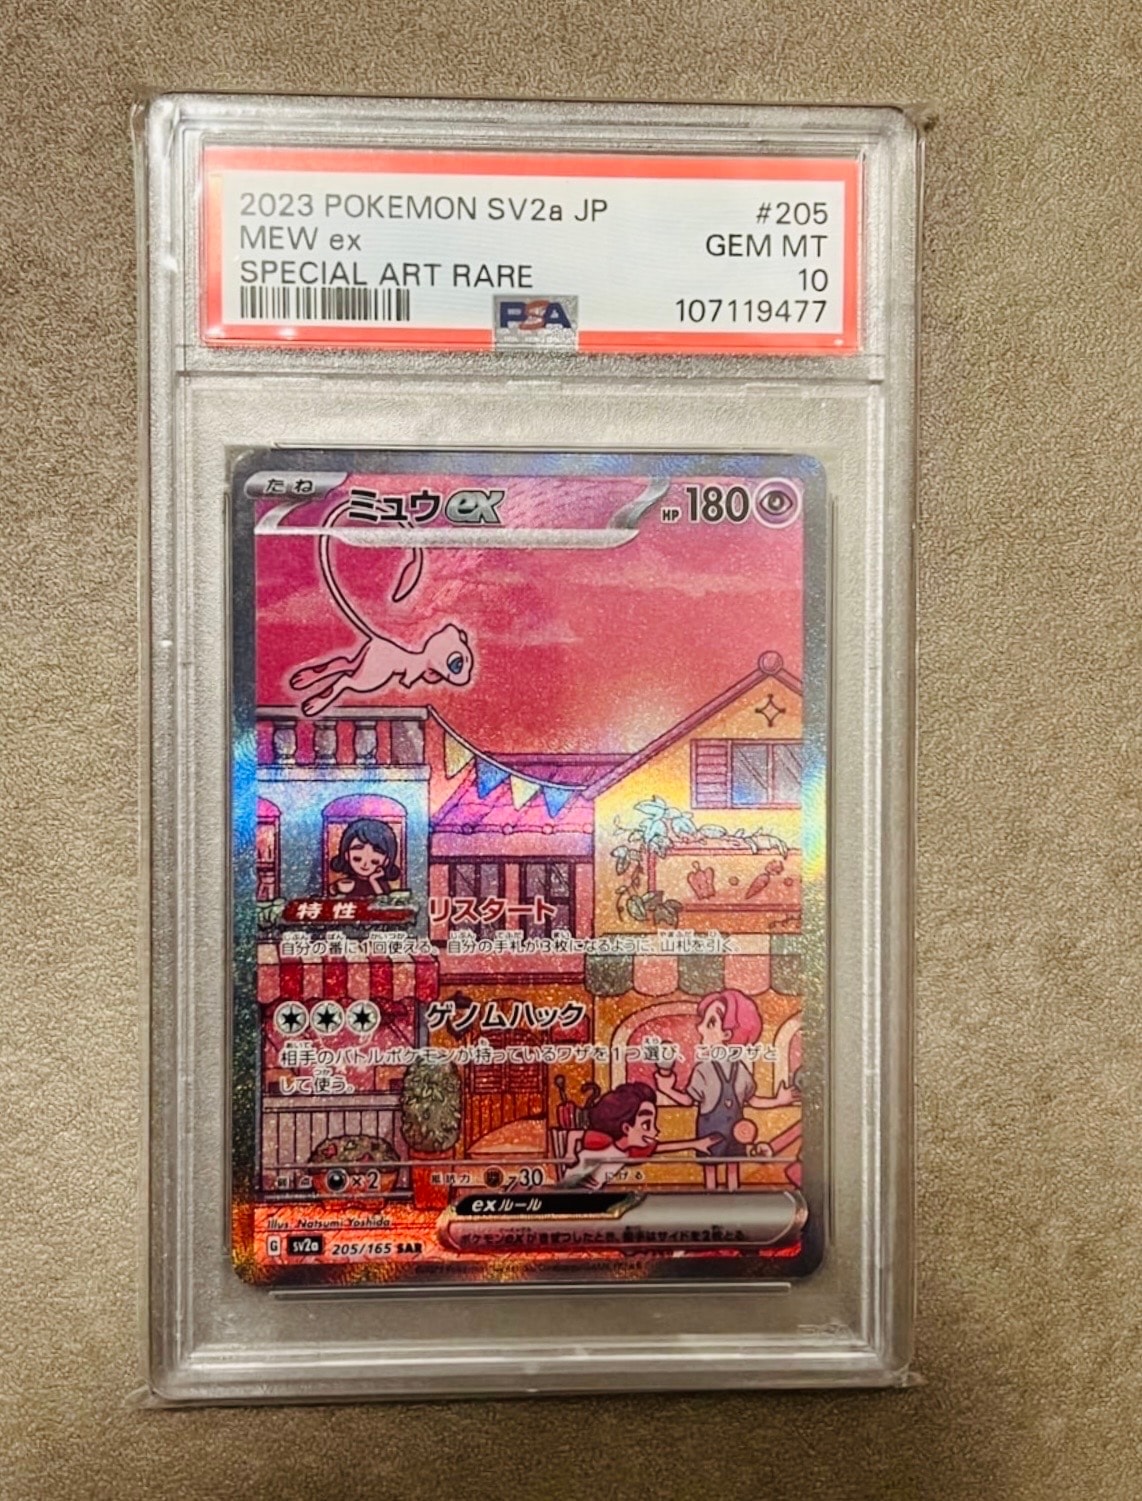 2023 POKEMON SV2a JP #205
MEW ex GEM MT
SPECIAL ART RARE 10
PSA 107119477
たね ミュウex HP 180
特性 リスタート
自分の番に1回使える。自分の手札が3枚になるように、山札を引く。
ゲノムハック
相手のバトルポケモンが持っているワザを1つ選び、このワザと
して使う。
×2 抵抗力 -30 にげる
exルール
ポケモンexがきぜつしたとき、相手はサイドを2枚とる。
Illus. Natsumi Yoshida
G sv2a 205/165 SAR